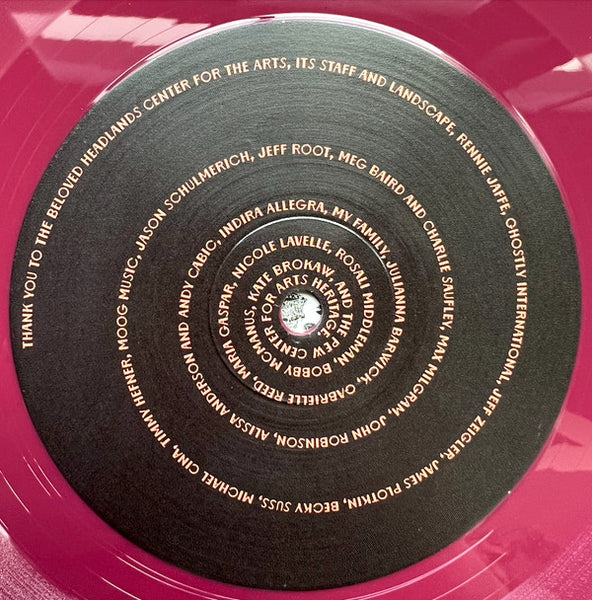 THANK YOU TO THE BELOVED HEADLANDS CENTER FOR THE ARTS, ITS STAFF AND LANDSCAPE, RENNIE JAFFE, GHOSTLY INTERNATIONAL, JEFF ZEIGLER, JAMES PLOTKIN, BECKY SUSS, MICHAEL CINA, TIMMY HEFNER, MOOG MUSIC, JASON SCHULMERICH, JEFF ROOT, MEG BAIRD AND CHARLIE SAUFLEY, MILGRAM, JOHN ROBINSON, ALISSA ANDERSON AND ANDY CABIC, INDIRA ALLEGRA, MY FAMILY, JULIANNA BARWICK, GABRIELLE REED, MARIA GASPAR, NICOLE LAVELLE, ROSALI MIDDLEMAN, BOBBY MCMANUS, KATE BROKAW, AND THE PEW CENTER FOR ARTS HERITAGE.